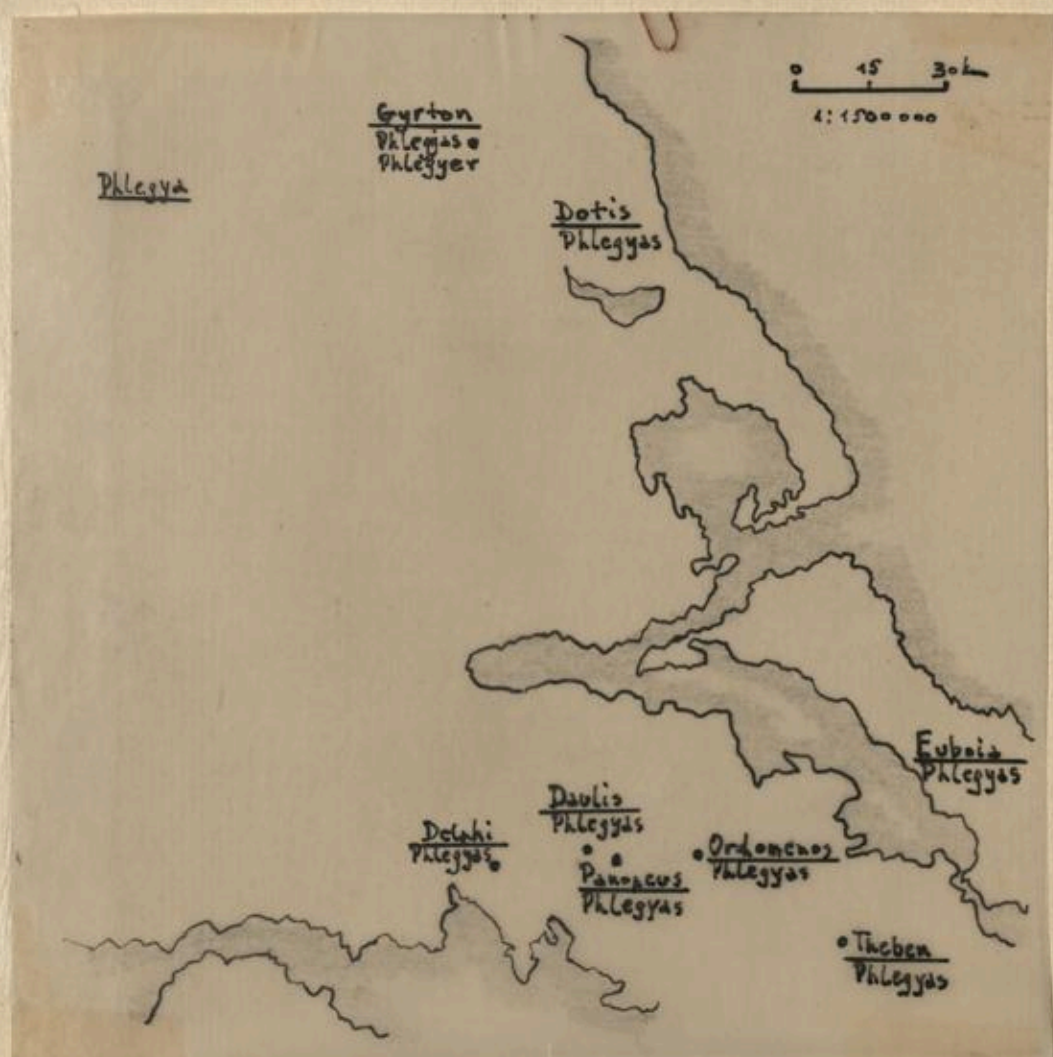 0 15 30 km
1:1500000
Gyrton
Phlegyas
Phlegyer
Phlegya
Dotis
Phlegyas
Euboia
Phlegyas
Daulis
Phlegyas
Delphi
Phlegyas
Orchomenos
Phlegyas
Panopeus
Phlegyas
Theben
Phlegyas